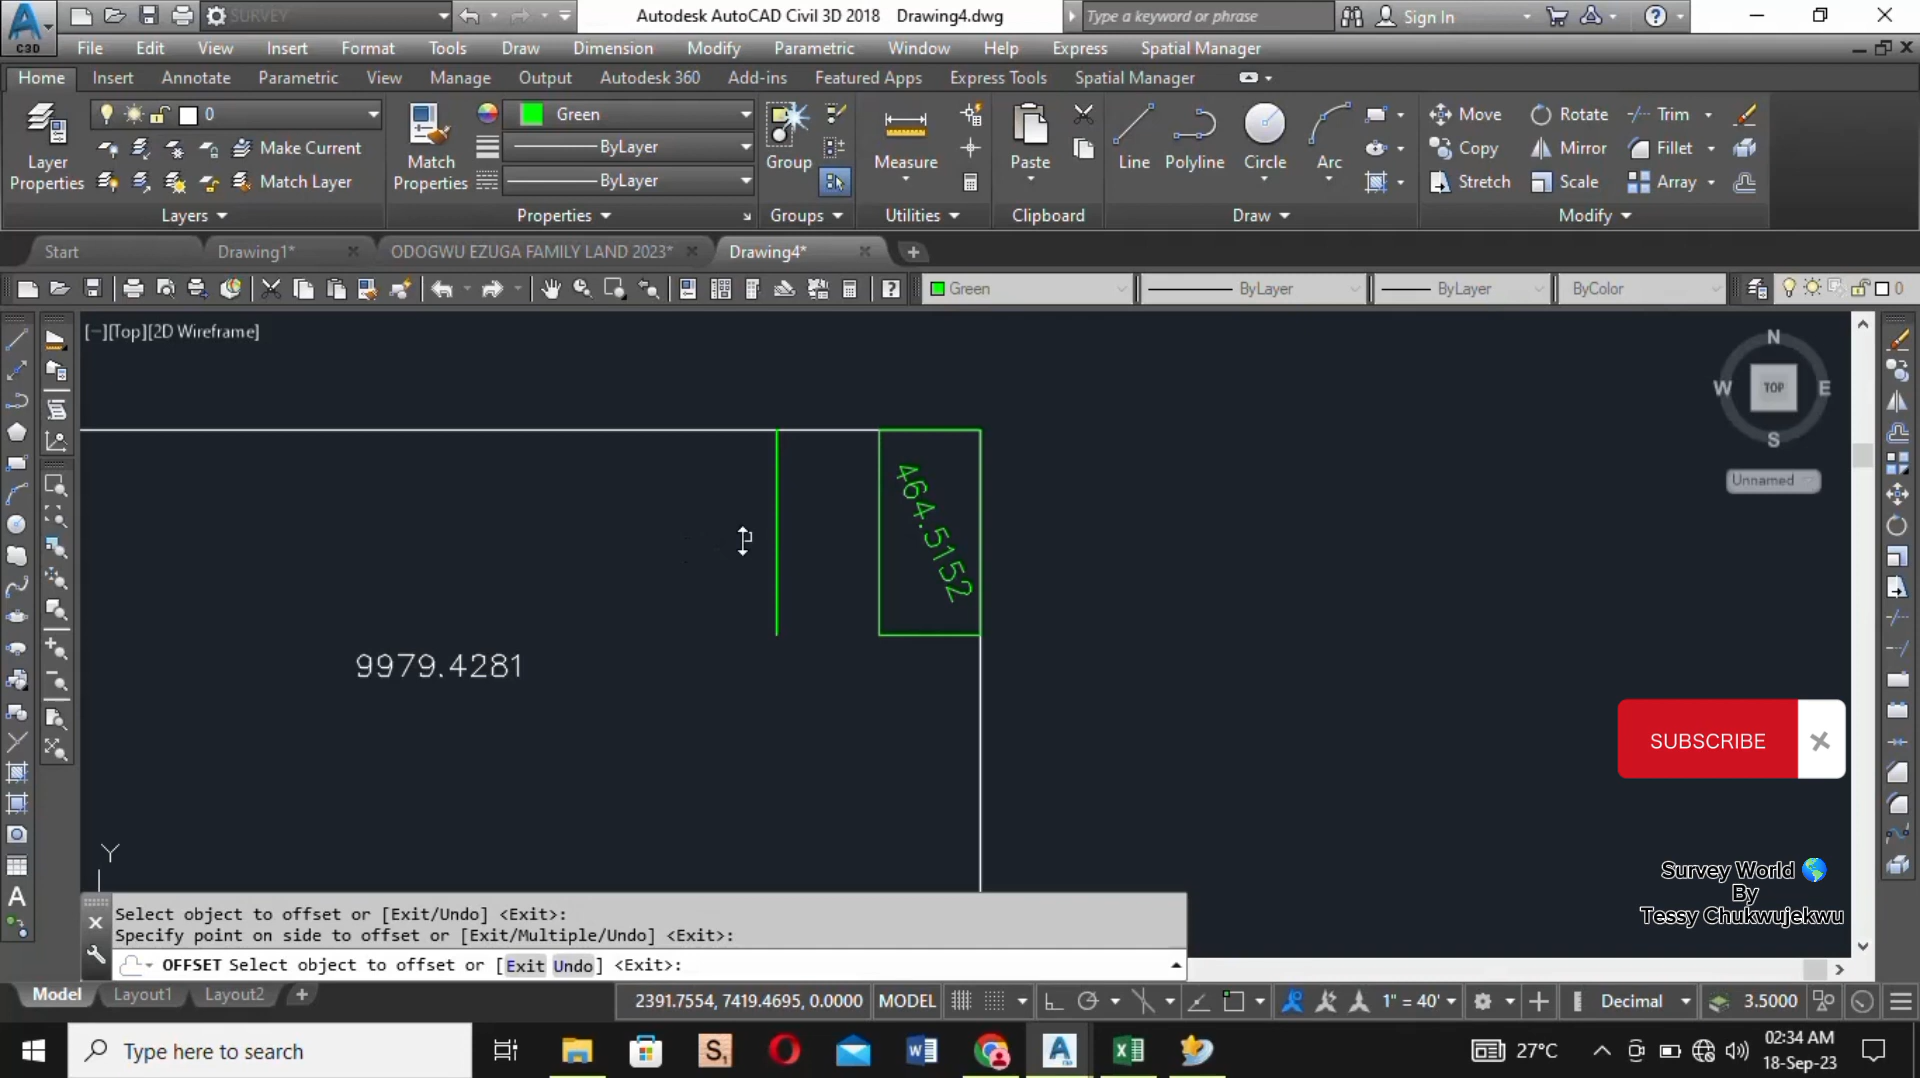 SURVEY
Autodesk AutoCAD Civil 3D 2018 Drawing4.dwg
Type a keyword or phrase
Sign In
C3D
File Edit View Insert Format Tools Draw Dimension Modify Parametric Window Help Express Spatial Manager
Home Insert Annotate Parametric View Manage Output Autodesk 360 Add-ins Featured Apps Express Tools Spatial Manager
Layer Properties
0
Make Current
Match Layer
Layers
Match Properties
Green
ByLayer
ByLayer
Properties
Group
Groups
Measure
Utilities
Paste
Clipboard
Line Polyline Circle Arc
Draw
Move Rotate Trim
Copy Mirror Fillet
Stretch Scale Array
Modify
Start Drawing1* ODOGWU EZUGA FAMILY LAND 2023* Drawing4*
Green ByLayer ByLayer ByColor 0
[−][Top][2D Wireframe]
N
W TOP E
S
Unnamed
464.5152
9979.4281
SUBSCRIBE
Y
Survey World
By
Tessy Chukwujekwu
Select object to offset or [Exit/Undo] <Exit>:
Specify point on side to offset or [Exit/Multiple/Undo] <Exit>:
OFFSET Select object to offset or [Exit Undo] <Exit>:
Model Layout1 Layout2
2391.7554, 7419.4695, 0.0000 MODEL 1" = 40' Decimal 3.5000
Type here to search
27°C
02:34 AM
18-Sep-23